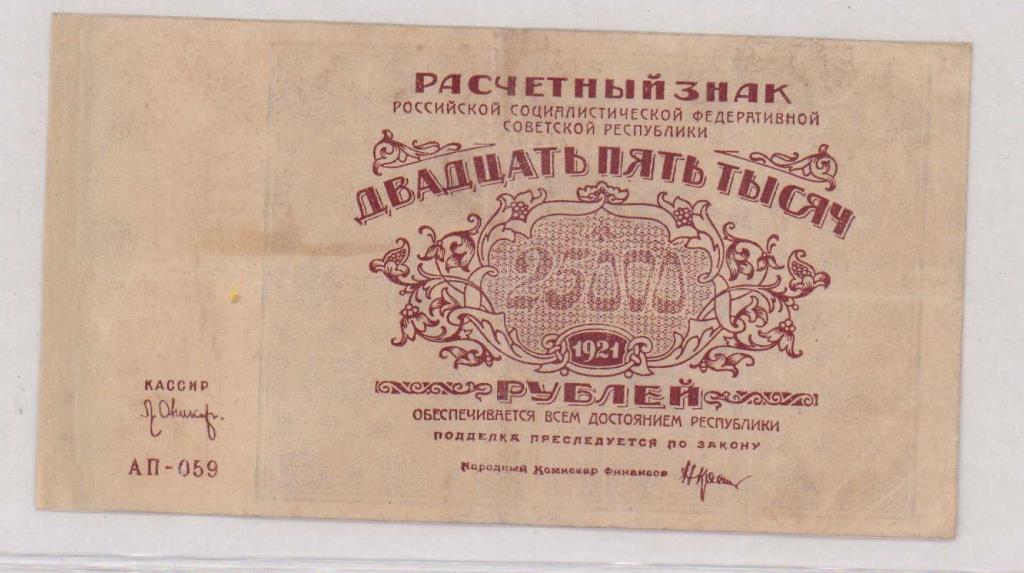 РАСЧЕТНЫЙ ЗНАК
РОССИЙСКОЙ СОЦИАЛИСТИЧЕСКОЙ ФЕДЕРАТИВНОЙ
СОВЕТСКОЙ РЕСПУБЛИКИ
ДВАДЦАТЬ ПЯТЬ ТЫСЯЧ
25000
1921
РУБЛЕЙ
ОБЕСПЕЧИВАЕТСЯ ВСЕМ ДОСТОЯНИЕМ РЕСПУБЛИКИ
ПОДДЕЛКА ПРЕСЛЕДУЕТСЯ ПО ЗАКОНУ
Народный Комиссар Финансов
КАССИР
АП-059